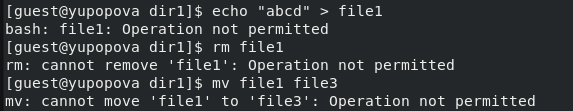 [guest@yupopova dir1]$ echo "abcd" > file1
bash: file1: Operation not permitted
[guest@yupopova dir1]$ rm file1
rm: cannot remove 'file1': Operation not permitted
[guest@yupopova dir1]$ mv file1 file3
mv: cannot move 'file1' to 'file3': Operation not permitted